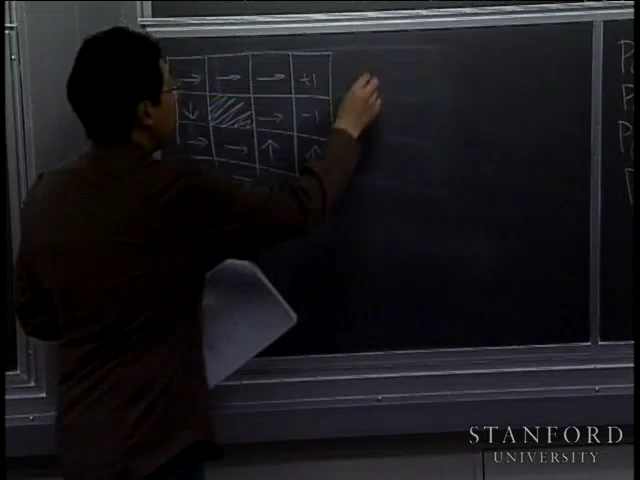 → → → +1
↓ → -1
→ → ↑ ↑
STANFORD
UNIVERSITY